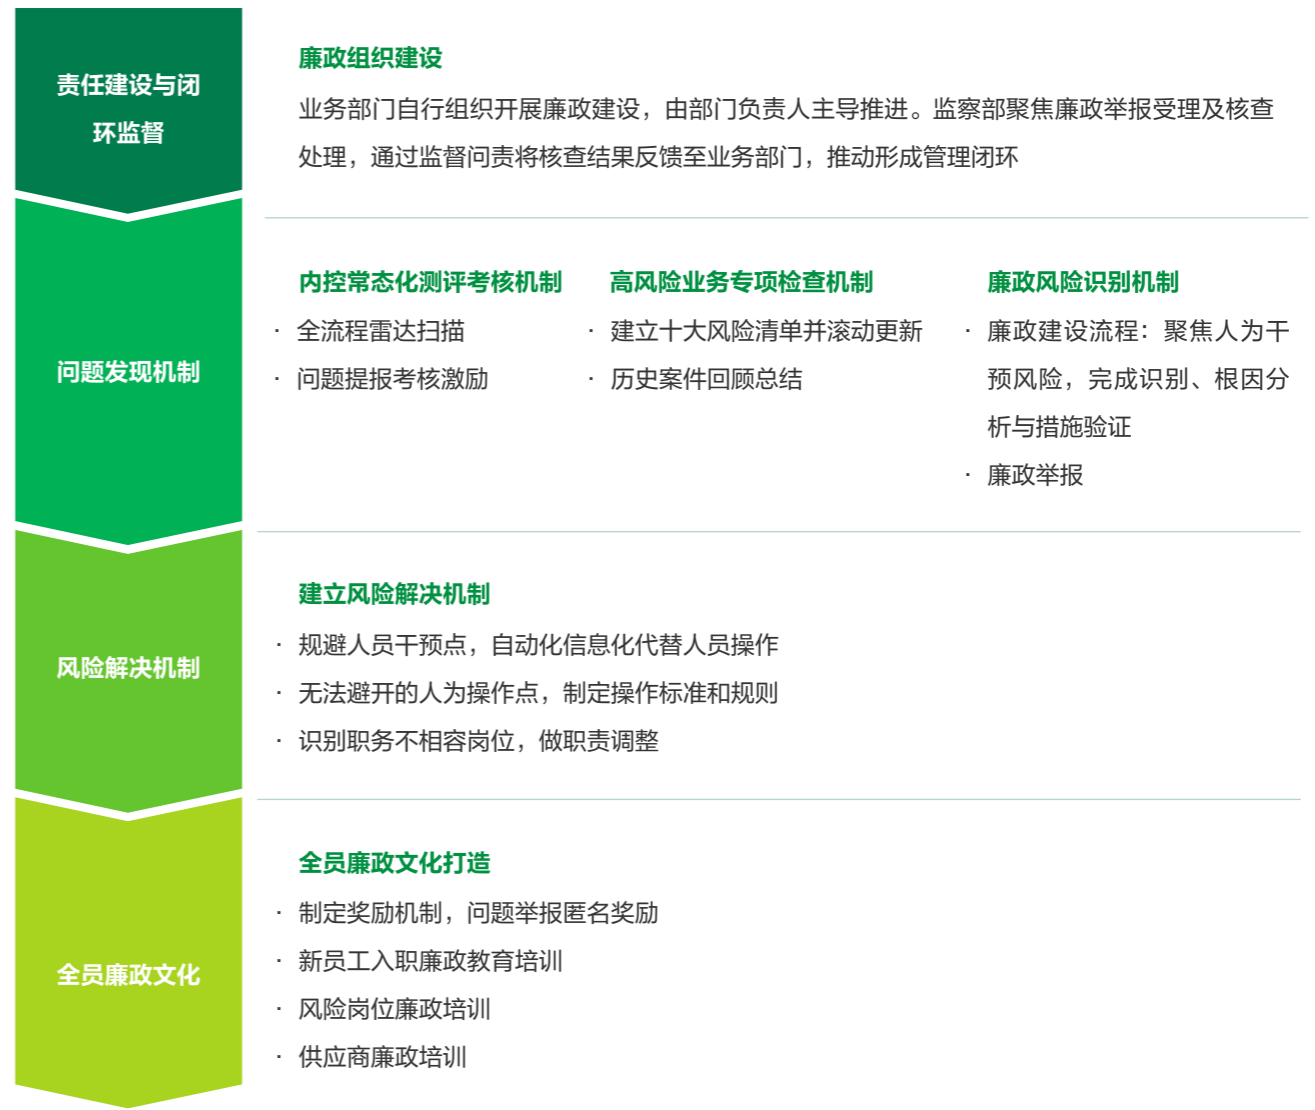 责任建设与闭
环监督
廉政组织建设
业务部门自行组织开展廉政建设，由部门负责人主导推进。监察部聚焦廉政举报受理及核查
处理，通过监督问责将核查结果反馈至业务部门，推动形成管理闭环
问题发现机制
内控常态化测评考核机制
· 全流程雷达扫描
· 问题提报考核激励
高风险业务专项检查机制
· 建立十大风险清单并滚动更新
· 历史案件回顾总结
廉政风险识别机制
· 廉政建设流程：聚焦人为干
预风险，完成识别、根因分
析与措施验证
· 廉政举报
风险解决机制
建立风险解决机制
· 规避人员干预点，自动化信息化代替人员操作
· 无法避开的人为操作点，制定操作标准和规则
· 识别职务不相容岗位，做职责调整
全员廉政文化
全员廉政文化打造
· 制定奖励机制，问题举报匿名奖励
· 新员工入职廉政教育培训
· 风险岗位廉政培训
· 供应商廉政培训